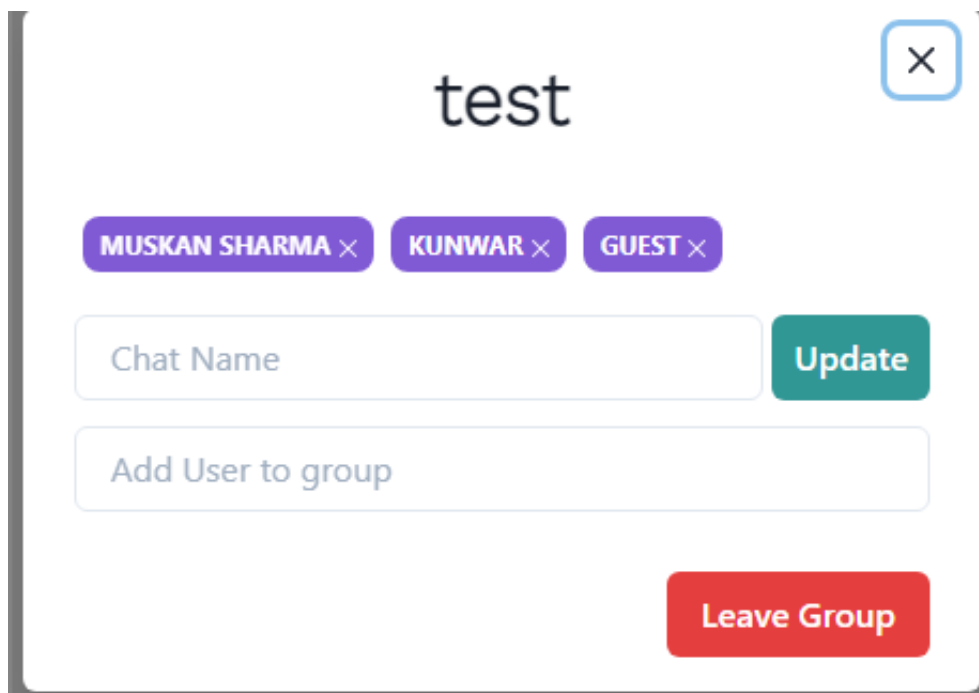 test
MUSKAN SHARMA × KUNWAR × GUEST ×
Chat Name Update
Add User to group
Leave Group